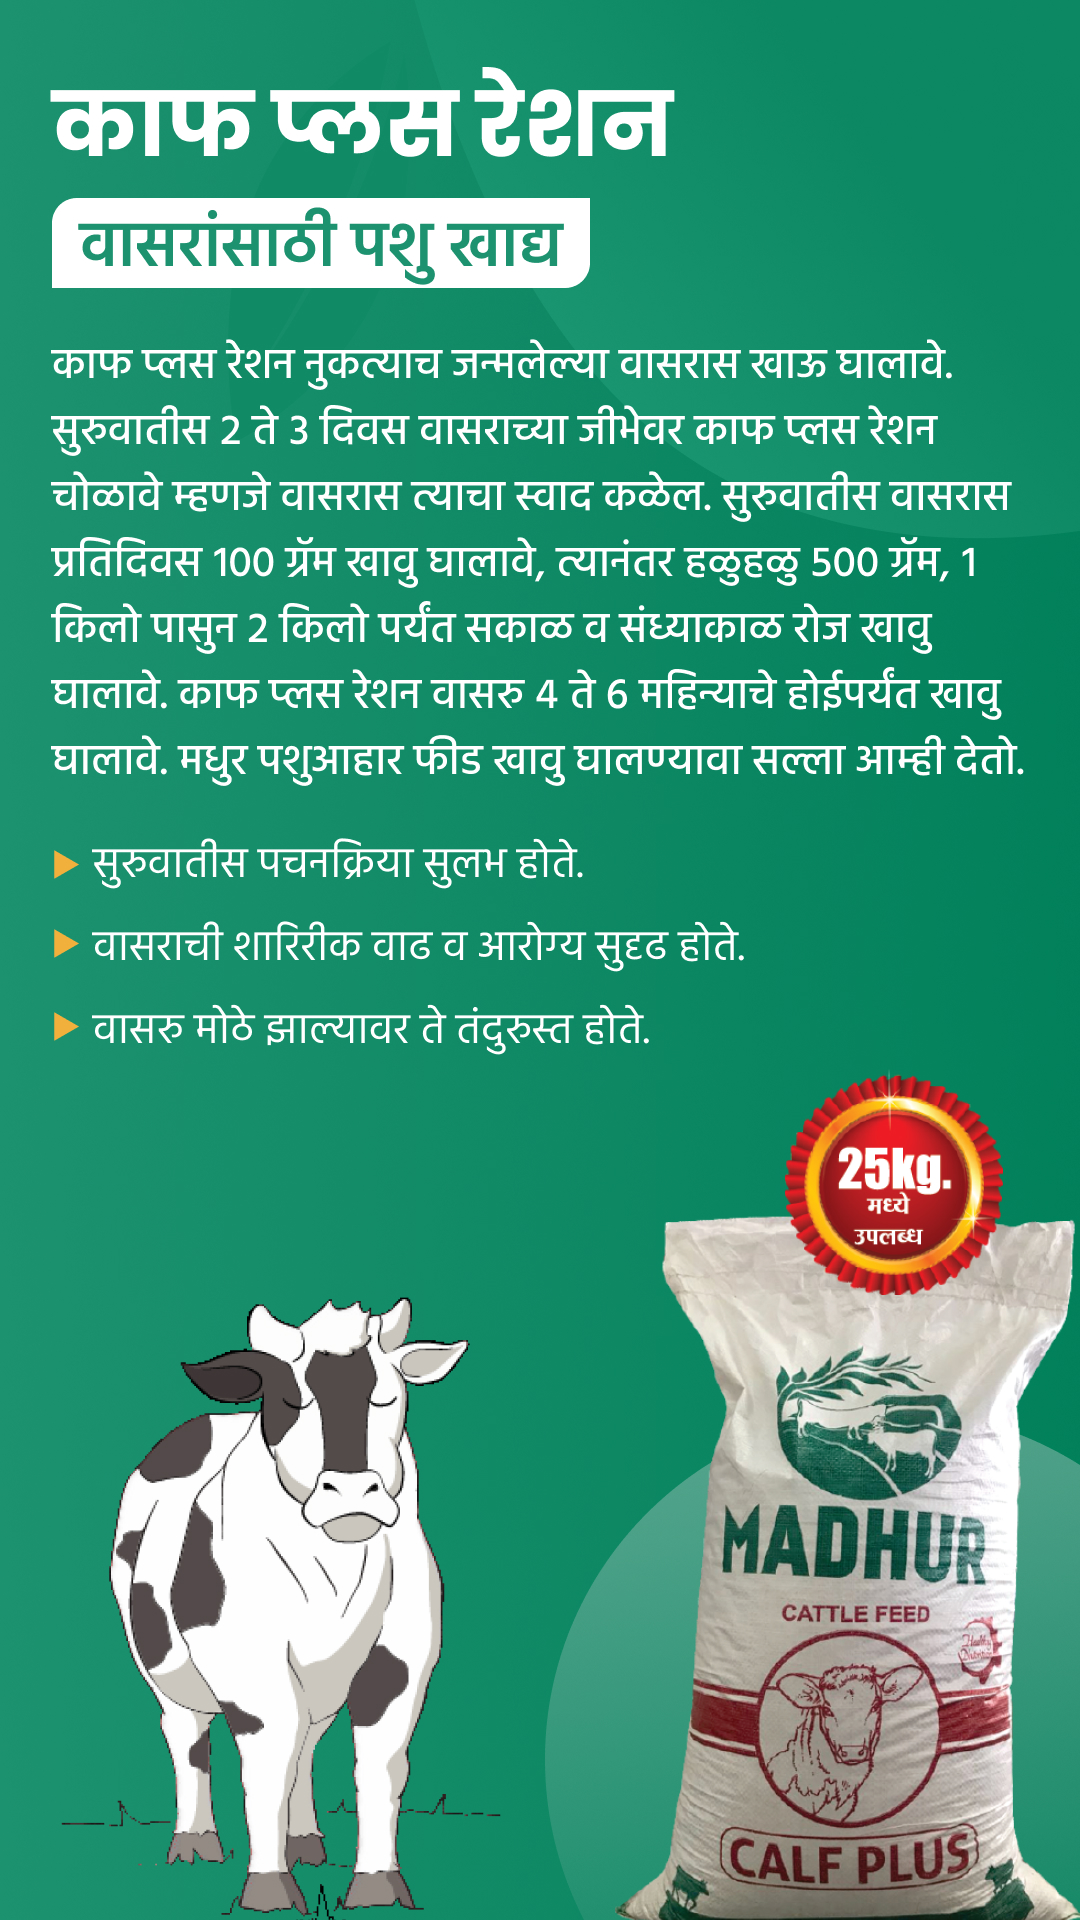 काफ प्लस रेशन
वासरांसाठी पशु खाद्य
काफ प्लस रेशन नुकत्याच जन्मलेल्या वासरास खाऊ घालावे.
सुरुवातीस 2 ते 3 दिवस वासराच्या जीभेवर काफ प्लस रेशन
चोळावे म्हणजे वासरास त्याचा स्वाद कळेल. सुरुवातीस वासरास
प्रतिदिवस 100 ग्रॅम खावु घालावे, त्यानंतर हळुहळु 500 ग्रॅम, 1
किलो पासुन 2 किलो पर्यंत सकाळ व संध्याकाळ रोज खावु
घालावे. काफ प्लस रेशन वासरु 4 ते 6 महिन्याचे होईपर्यंत खावु
घालावे. मधुर पशुआहार फीड खावु घालण्यावा सल्ला आम्ही देतो.
सुरुवातीस पचनक्रिया सुलभ होते.
वासराची शारिरीक वाढ व आरोग्य सुदृढ होते.
वासरु मोठे झाल्यावर ते तंदुरुस्त होते.
25kg.
मध्ये
उपलब्ध
MADHUR
CATTLE FEED
Healthy
Nutrition
CALF PLUS